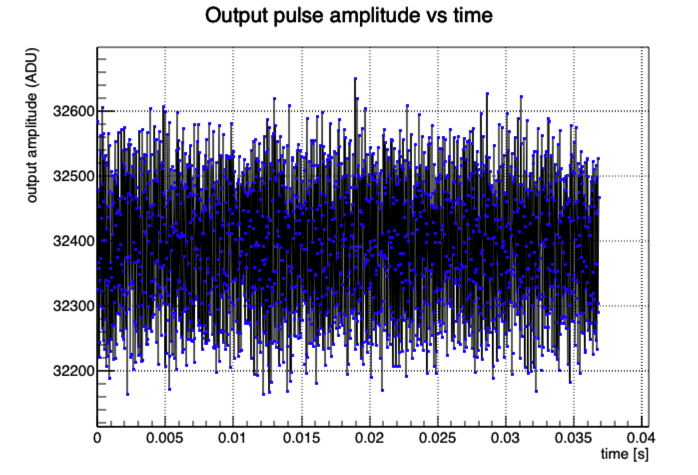 Output pulse amplitude vs time
output amplitude (ADU)
32600
32500
32400
32300
32200
0 0.005 0.01 0.015 0.02 0.025 0.03 0.035 0.04
time [s]